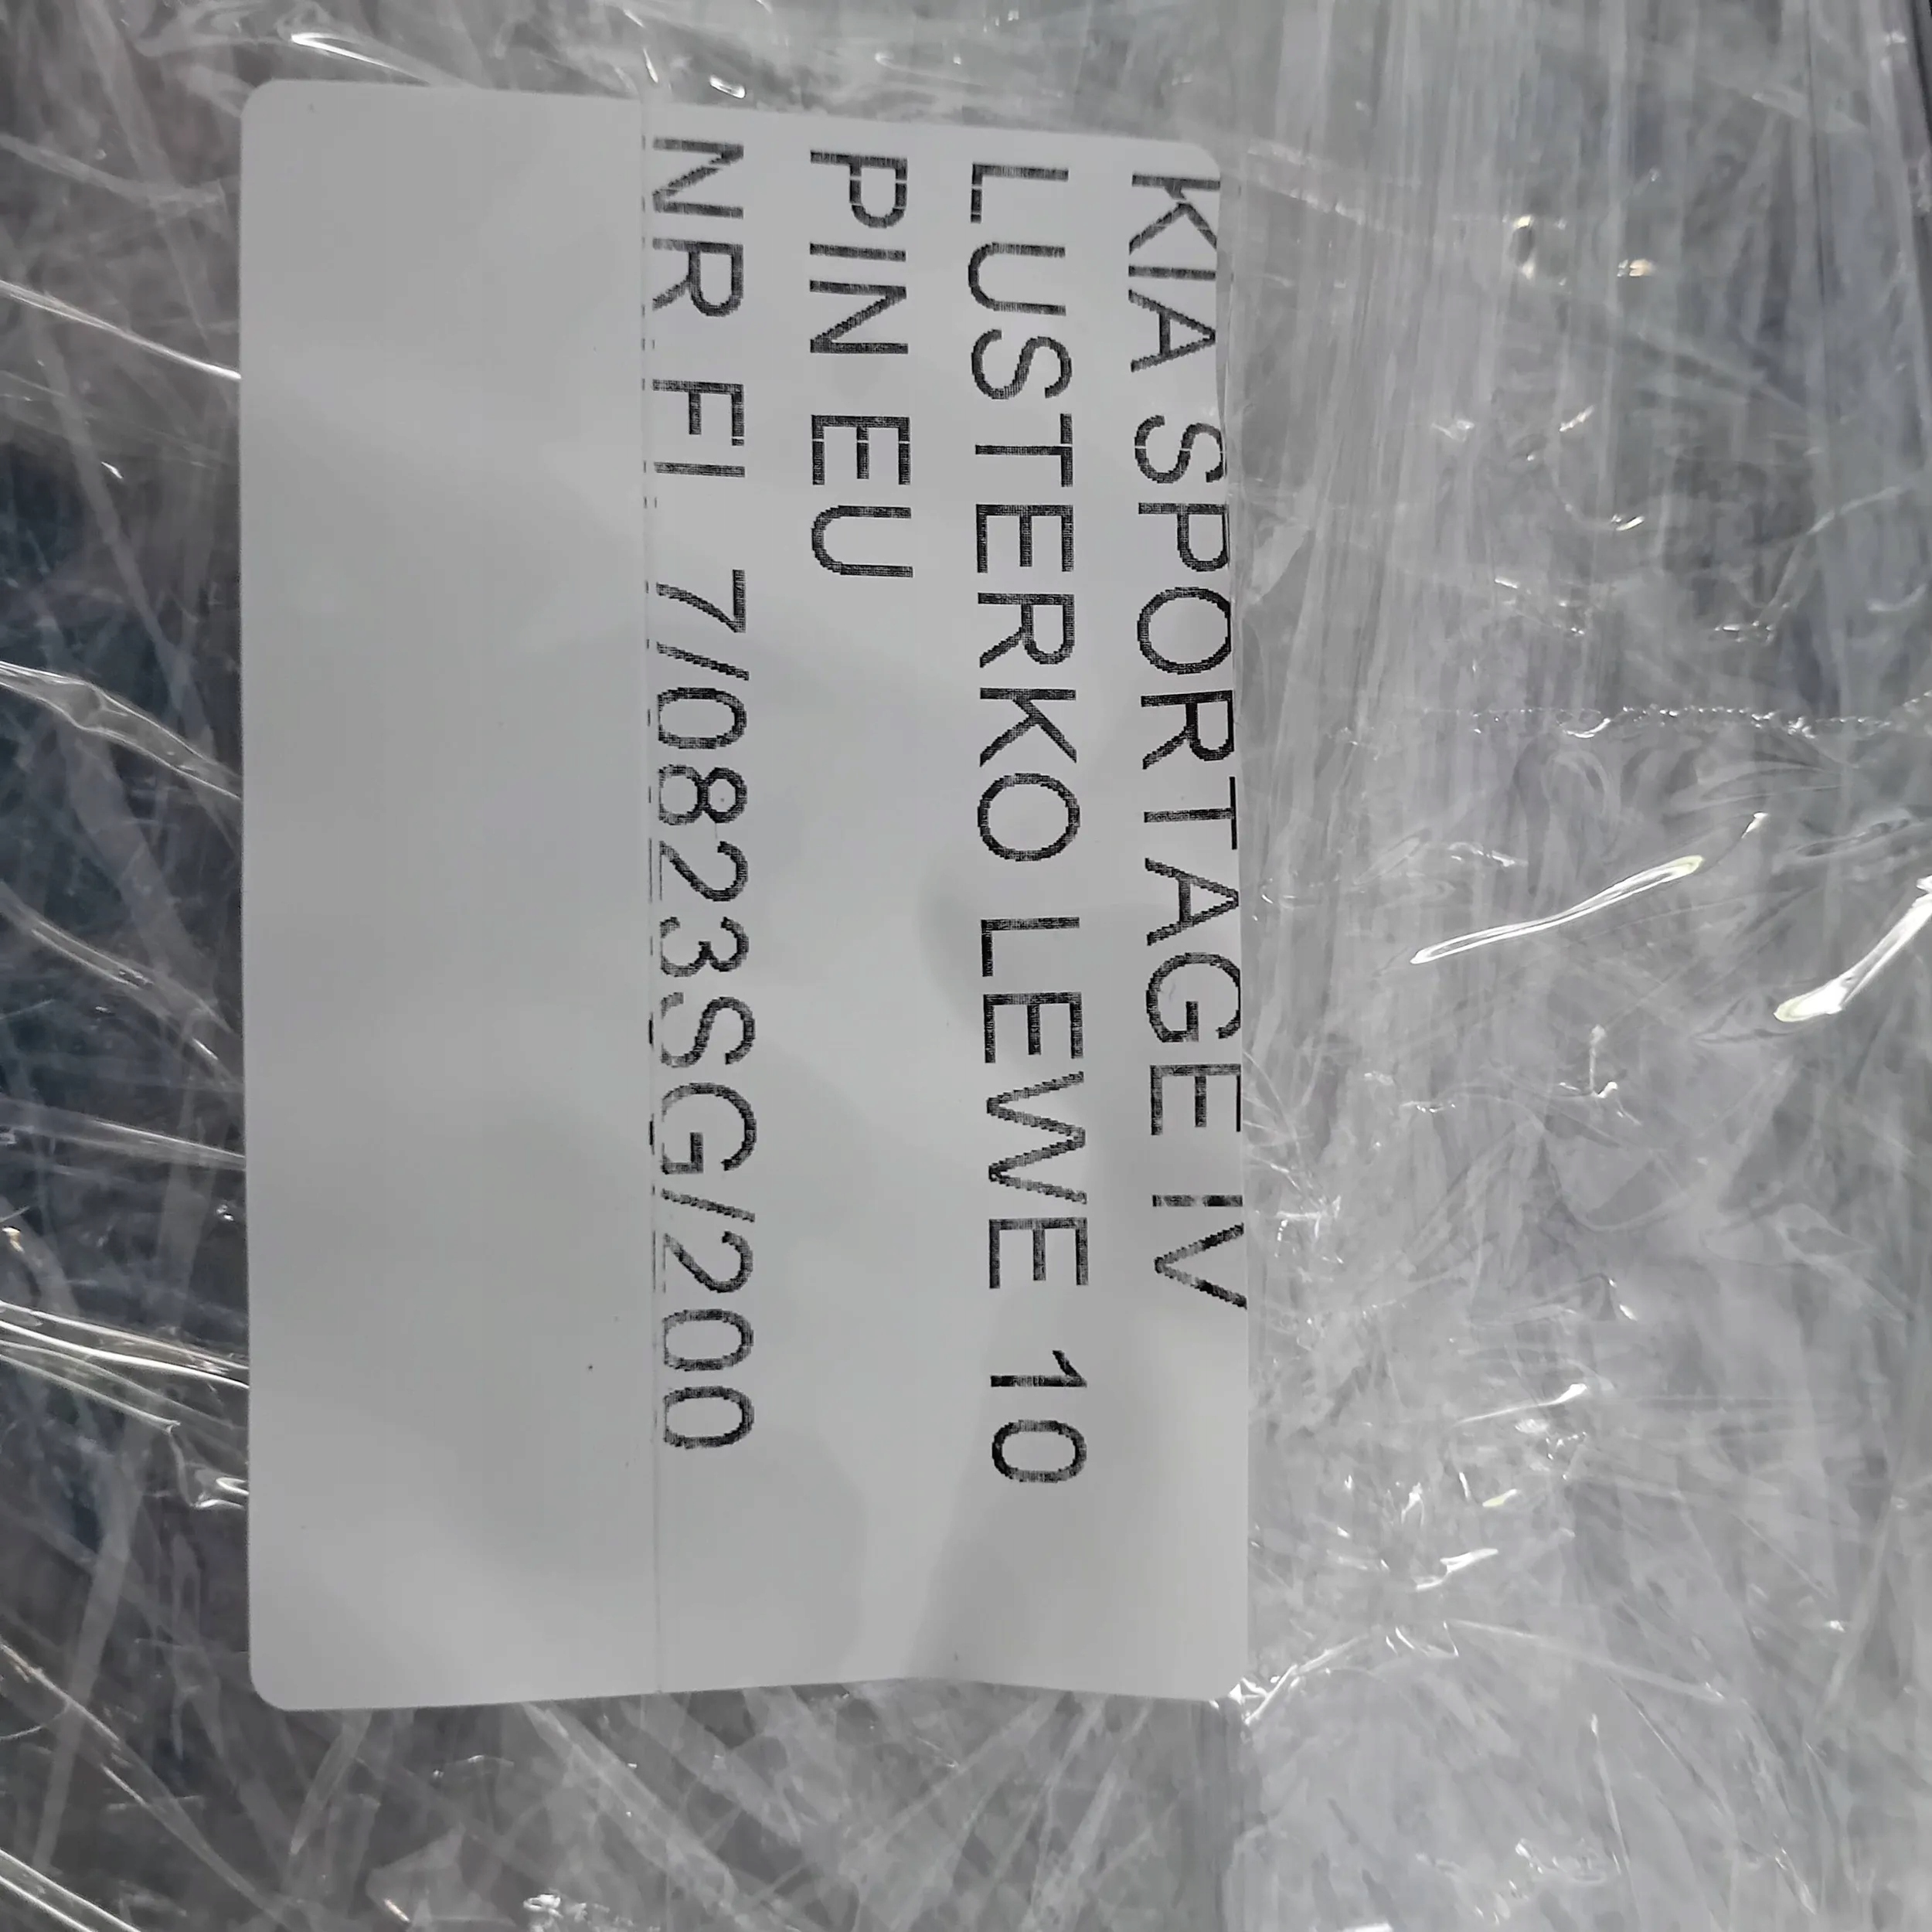 KIA SPORTAGE IV
LUSTERKO LEWE 10
PIN EU
NR FI 7/0823SG/200